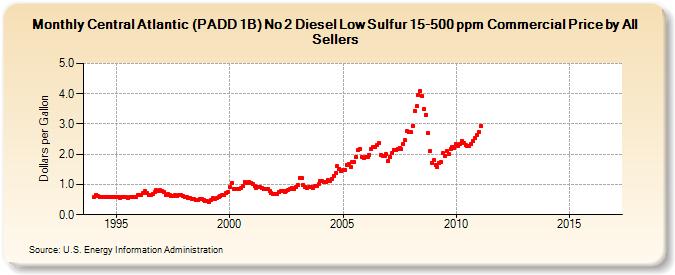 Monthly Central Atlantic (PADD 1B) No 2 Diesel Low Sulfur 15-500 ppm Commercial Price by All
Sellers
Dollars per Gallon
5.0
4.0
3.0
2.0
1.0
0.0
1995
2000
2005
2010
2015
Source: U.S. Energy Information Administration